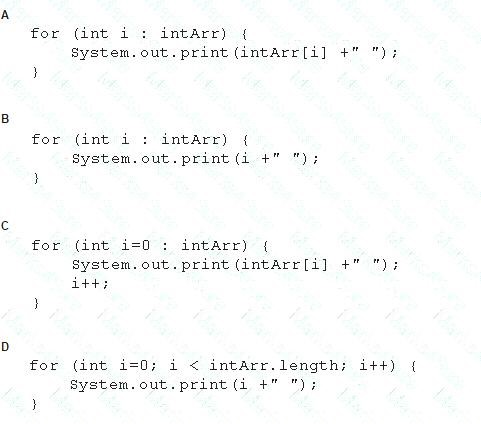 A
for (int i : intArr) {
System.out.print(intArr[i] +" ");
}
B
for (int i : intArr) {
System.out.print(i +" ");
}
C
for (int i=0 : intArr) {
System.out.print(intArr[i] +" ");
i++;
}
D
for (int i=0; i < intArr.length; i++) {
System.out.print(i +" ");
}